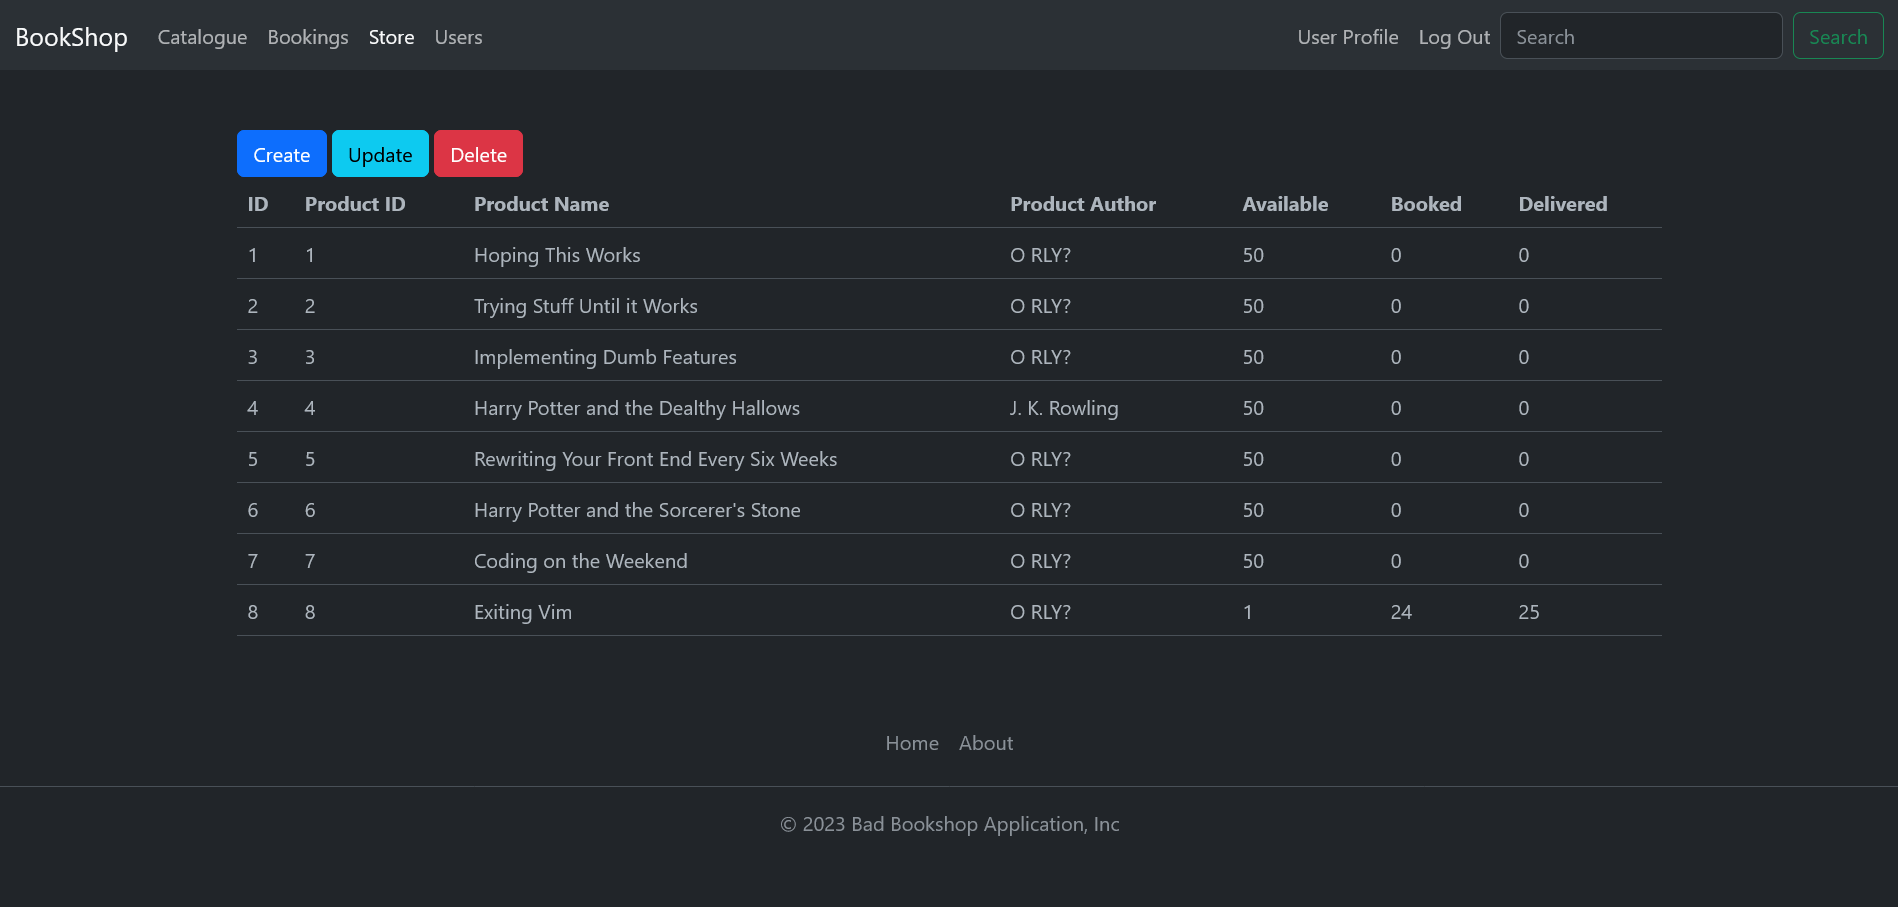 BookShop Catalogue Bookings Store Users User Profile Log Out Search Search
Create Update Delete
ID Product ID Product Name Product Author Available Booked Delivered
1 1 Hoping This Works O RLY? 50 0 0
2 2 Trying Stuff Until it Works O RLY? 50 0 0
3 3 Implementing Dumb Features O RLY? 50 0 0
4 4 Harry Potter and the Dealthy Hallows J. K. Rowling 50 0 0
5 5 Rewriting Your Front End Every Six Weeks O RLY? 50 0 0
6 6 Harry Potter and the Sorcerer's Stone O RLY? 50 0 0
7 7 Coding on the Weekend O RLY? 50 0 0
8 8 Exiting Vim O RLY? 1 24 25
Home About
© 2023 Bad Bookshop Application, Inc